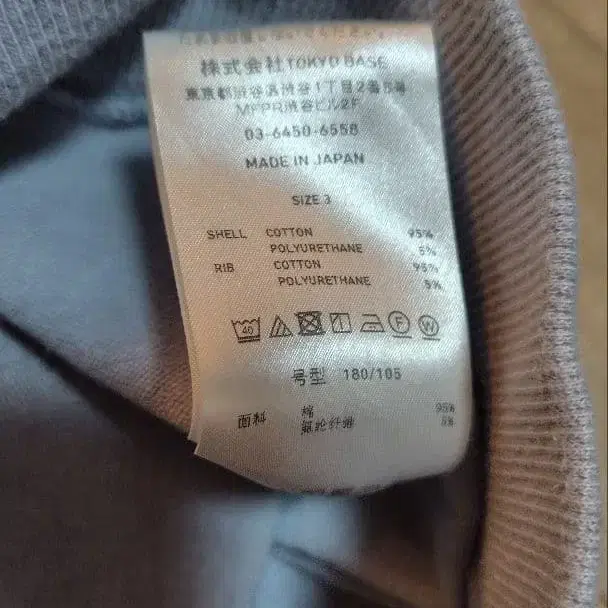 株式会社TOKYO BASE
東京都渋谷区渋谷1丁目2番5号
MFPR渋谷ビル2F
03-6450-6558
MADE IN JAPAN
SIZE 3
SHELL COTTON 95%
POLYURETHANE 5%
RIB COTTON 95%
POLYURETHANE 5%
40 F W
号型 180/105
面料 棉 95%
氨纶纤维 5%